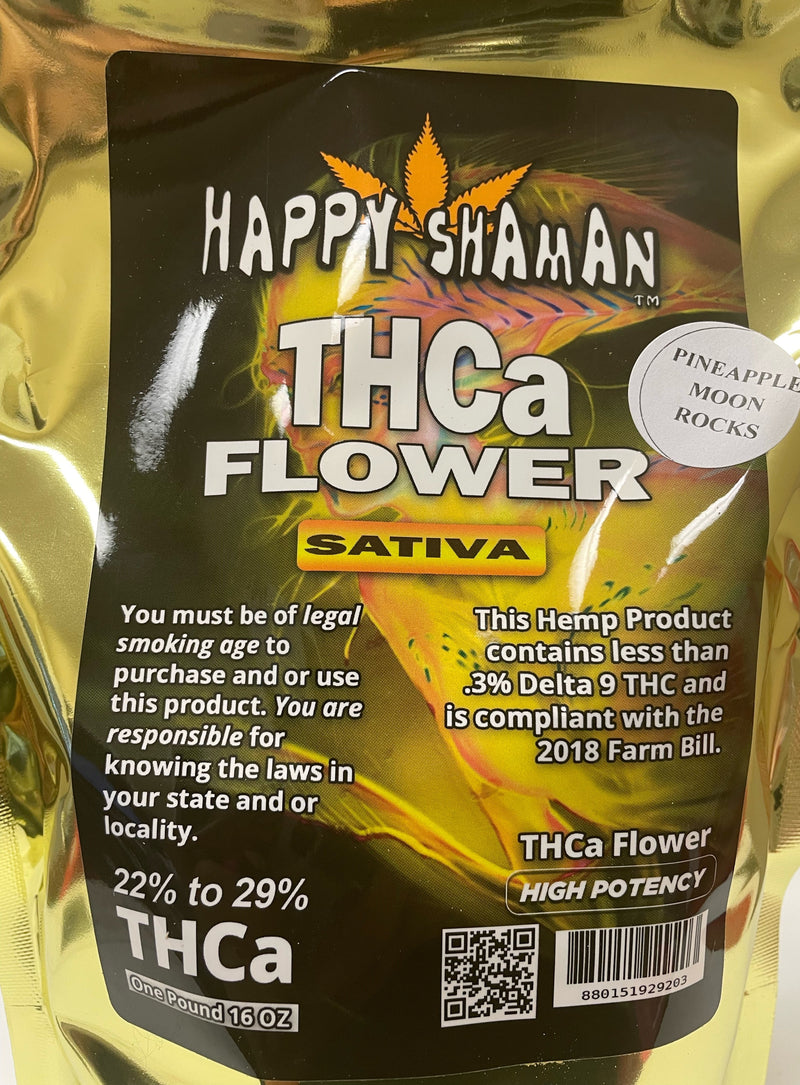 HAPPY SHAMAN
TM
THCa
FLOWER
PINEAPPLE
MOON
ROCKS
SATIVA
You must be of legal
smoking age to
purchase and or use
this product. You are
responsible for
knowing the laws in
your state and or
locality.
This Hemp Product
contains less than
.3% Delta 9 THC and
is compliant with the
2018 Farm Bill.
22% to 29%
THCa
One Pound 16 OZ
THCa Flower
HIGH POTENCY
880151929203